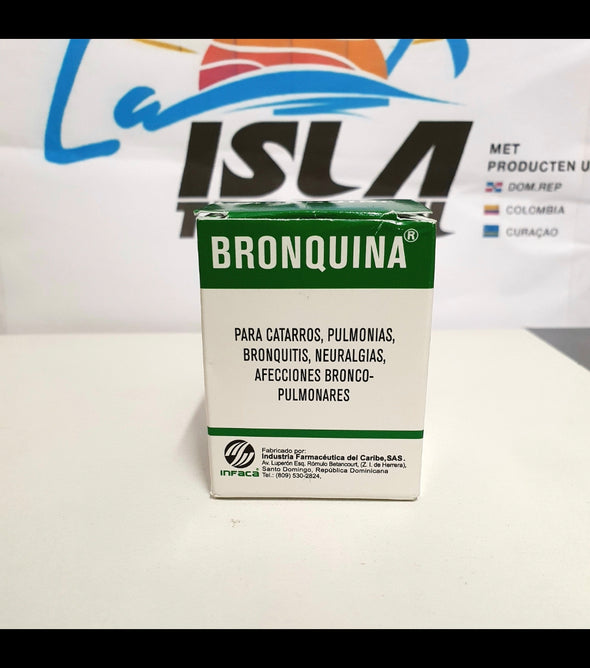 La
ISLA
MET
PRODUCTEN U
DOM.REP
COLOMBIA
CURAÇAO
BRONQUINA®
PARA CATARROS, PULMONIAS,
BRONQUITIS, NEURALGIAS,
AFECCIONES BRONCO-
PULMONARES
INFACA
Fabricado por:
Industria Farmacéutica del Caribe,SAS.
Av. Luperón Esq. Rómulo Betancourt, (Z. I. de Herrera),
Santo Domingo, República Dominicana
Tel.: (809) 530-2824,